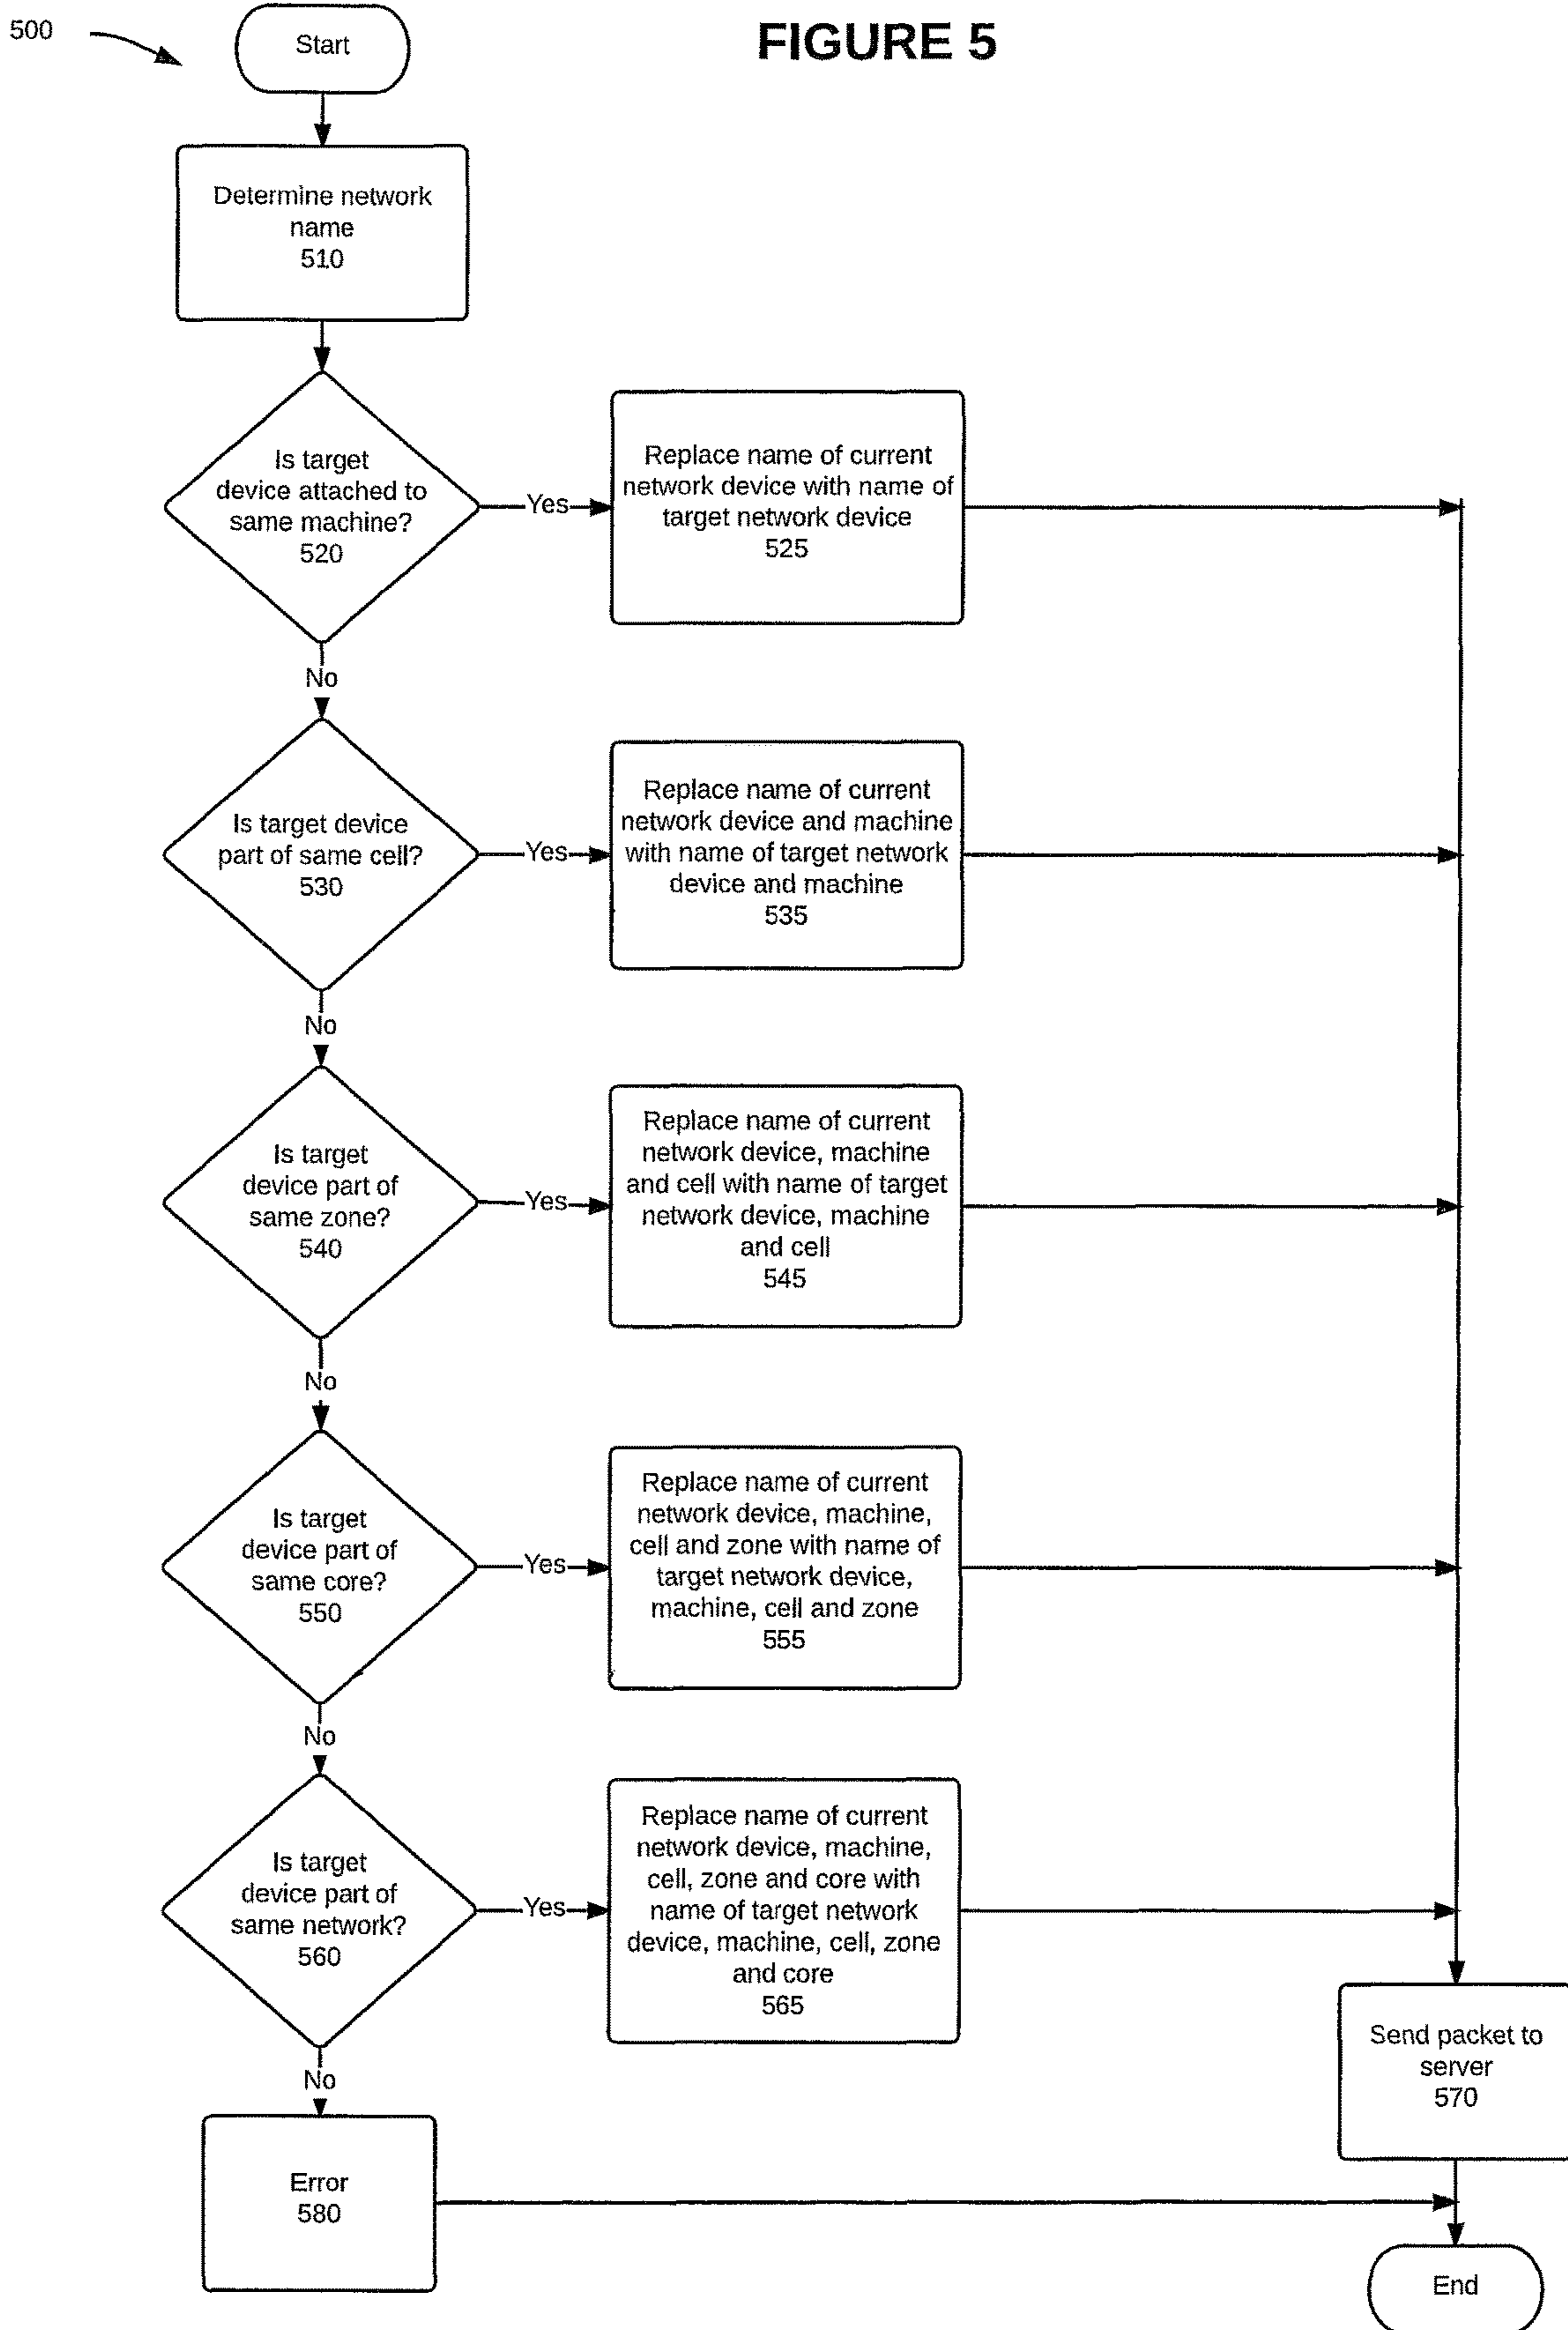 500
Start
FIGURE 5
Determine network
name
510
Is target
device attached to
same machine?
520
Yes
Replace name of current
network device with name of
target network device
525
No
Is target device
part of same cell?
530
Yes
Replace name of current
network device and machine
with name of target network
device and machine
535
No
Is target
device part of
same zone?
540
Yes
Replace name of current
network device, machine
and cell with name of target
network device, machine
and cell
545
No
Is target
device part of
same core?
550
Yes
Replace name of current
network device, machine,
cell and zone with name of
target network device,
machine, cell and zone
555
No
Is target
device part of
same network?
560
Yes
Replace name of current
network device, machine,
cell, zone and core with
name of target network
device, machine, cell, zone
and core
565
Send packet to
server
570
No
Error
580
End